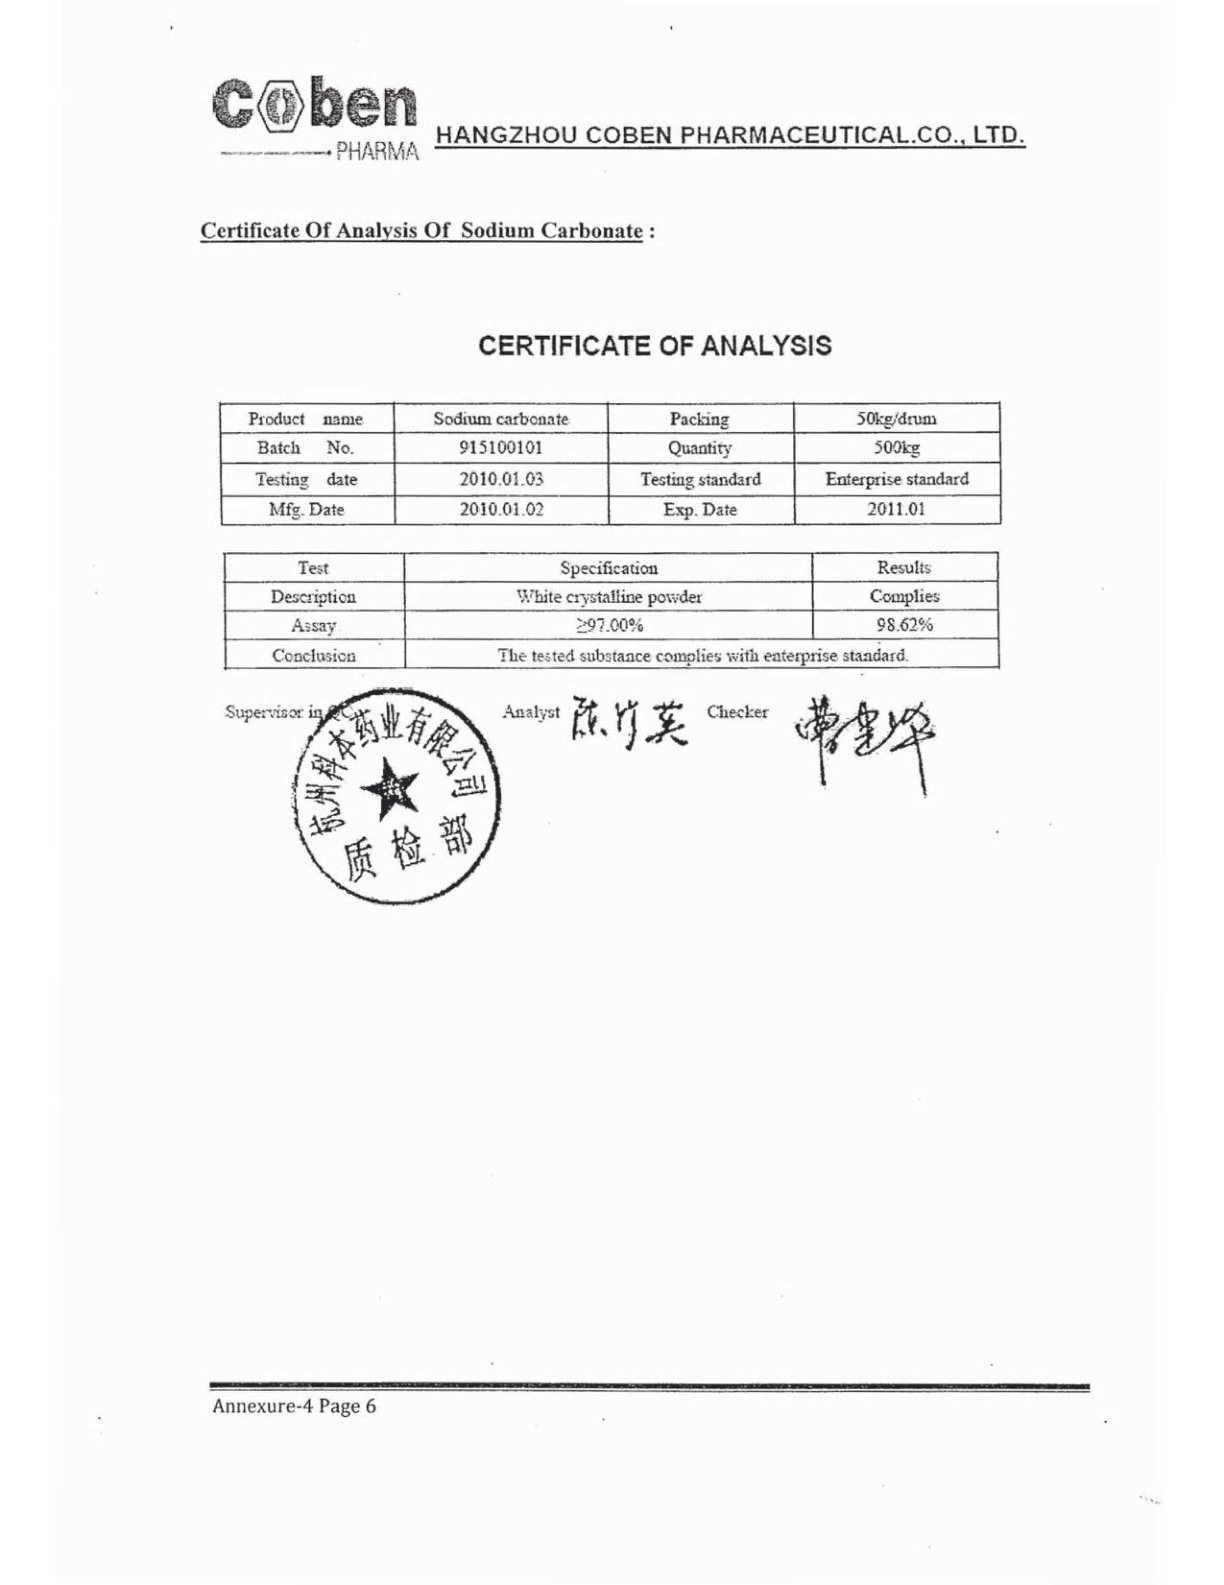 Coben
PHARMA
HANGZHOU COBEN PHARMACEUTICAL.CO., LTD.
Certificate Of Analysis Of Sodium Carbonate :
CERTIFICATE OF ANALYSIS
Product name Sodium carbonate Packing 50kg/drum
Batch No. 915100101 Quantity 500kg
Testing date 2010.01.03 Testing standard Enterprise standard
Mfg. Date 2010.01.02 Exp. Date 2011.01
Test Specification Results
Description White crystalline powder Complies
Assay ≥97.00% 98.62%
Conclusion The tested substance complies with enterprise standard.
Supervisor in QC Analyst Checker
杭州科本药业有限公司
质检部
Annexure-4 Page 6